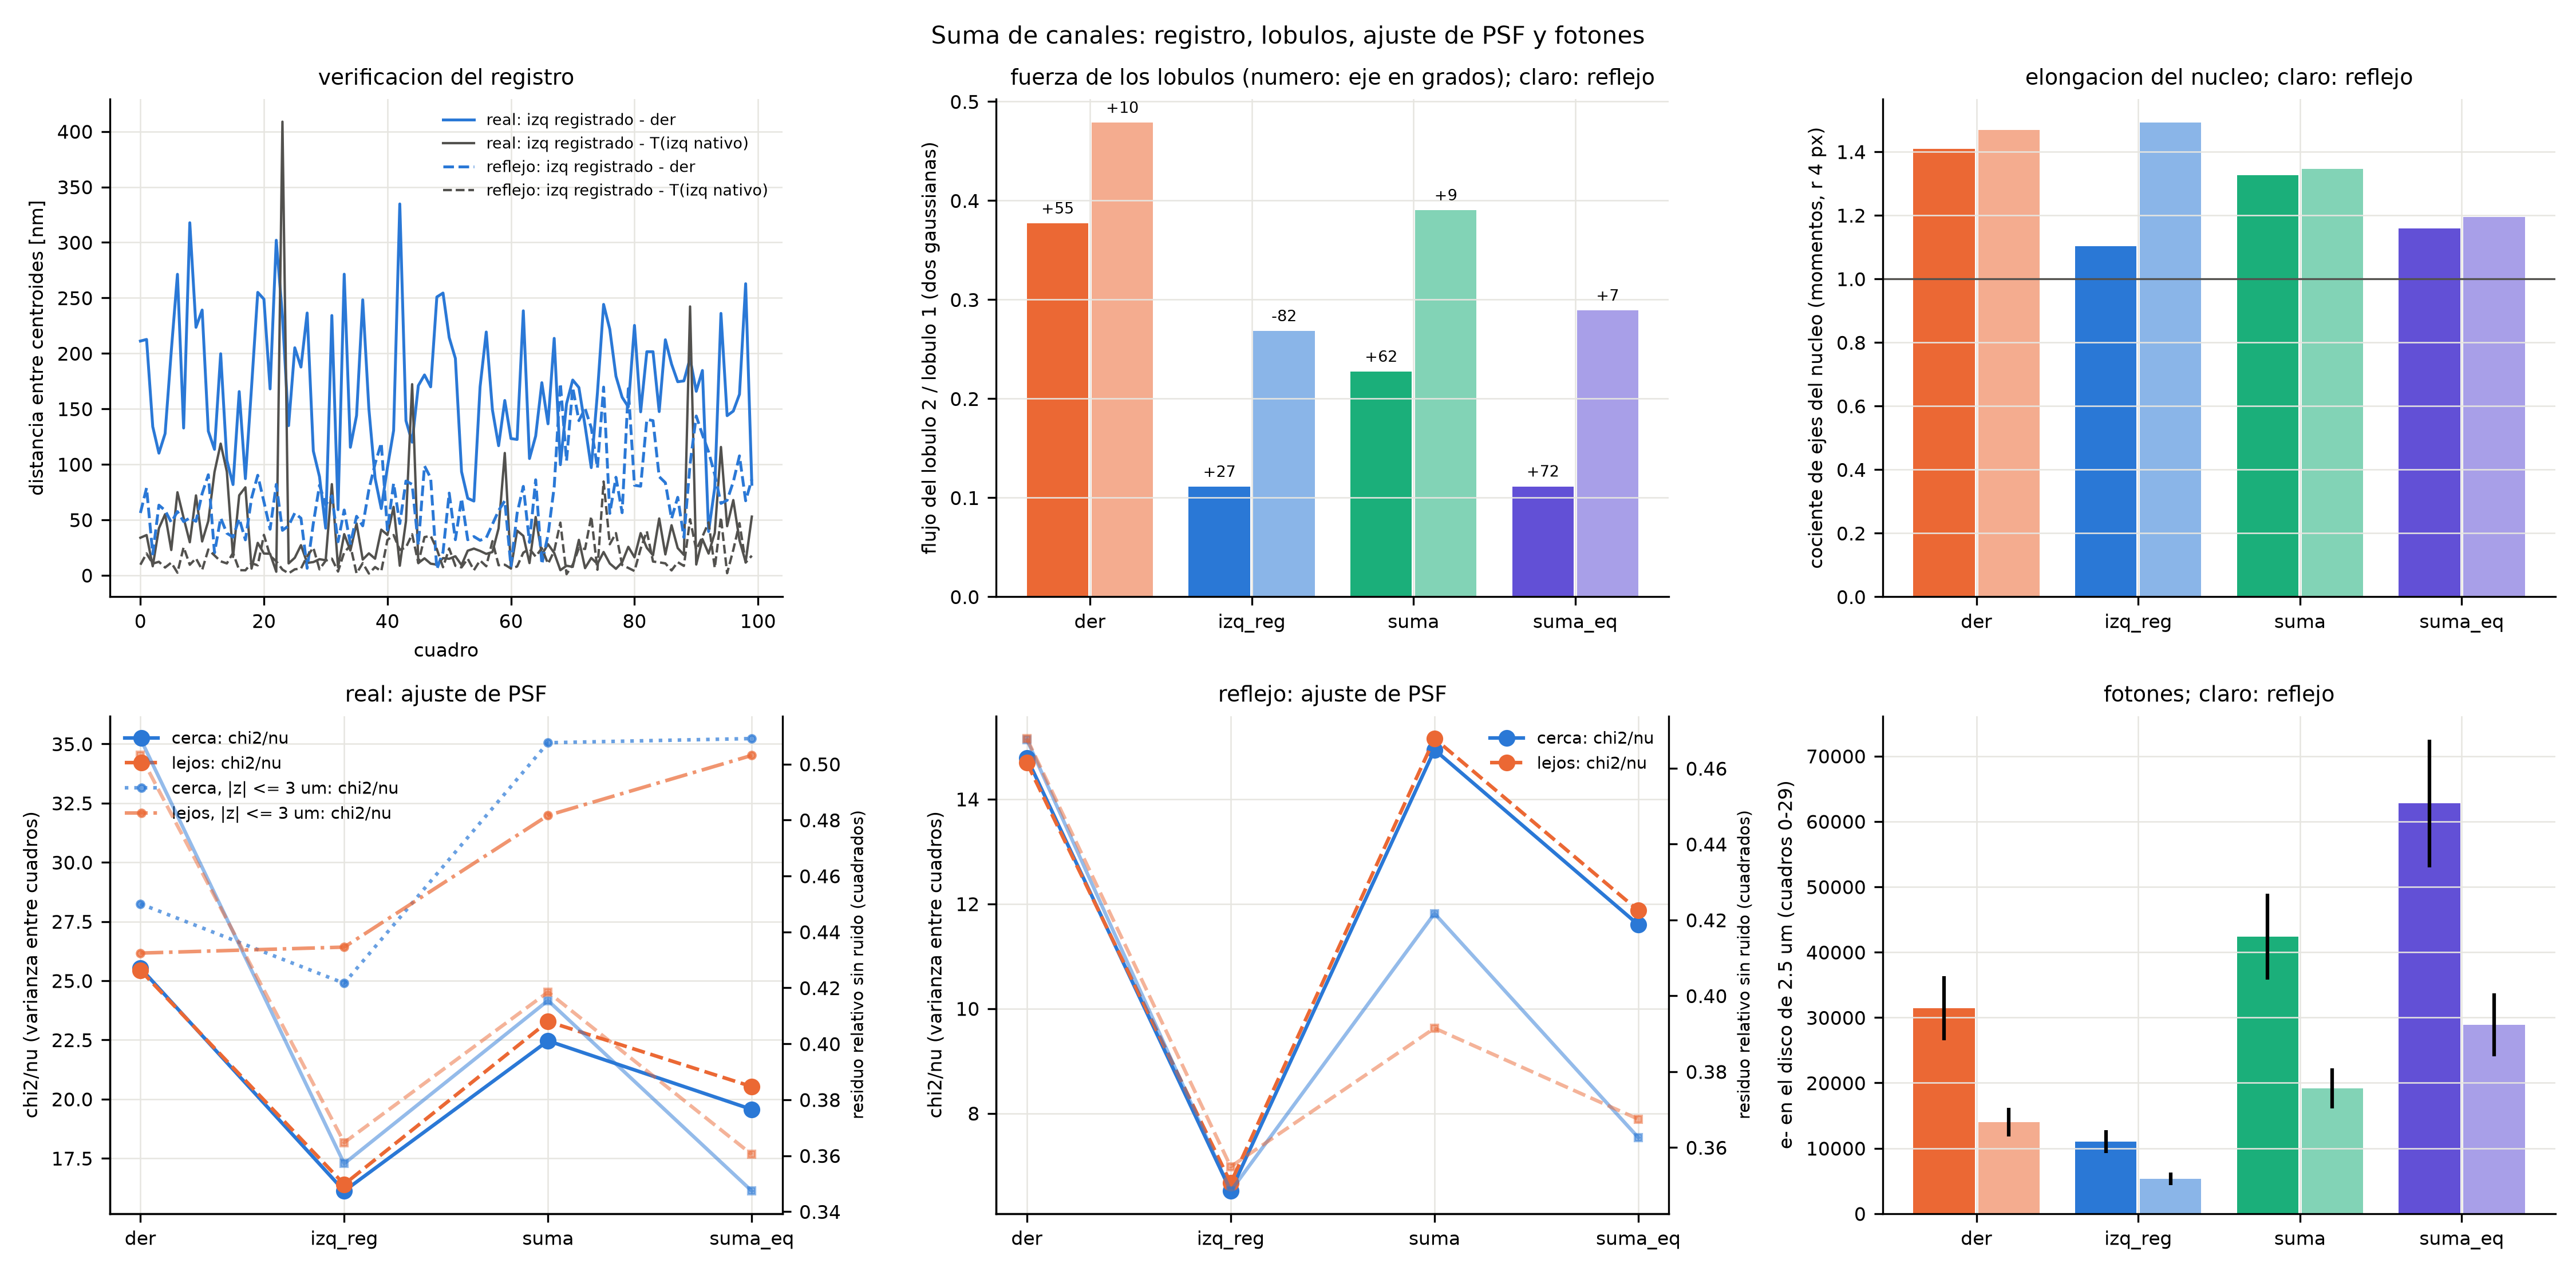 Suma de canales: registro, lobulos, ajuste de PSF y fotones
verificacion del registro
distancia entre centroides [nm]
400
350
300
250
200
150
100
50
0
real: izq registrado - der
real: izq registrado - T(izq nativo)
reflejo: izq registrado - der
reflejo: izq registrado - T(izq nativo)
0 20 40 60 80 100
cuadro
fuerza de los lobulos (numero: eje en grados); claro: reflejo
flujo del lobulo 2 / lobulo 1 (dos gaussianas)
0.5
0.4
0.3
0.2
0.1
0.0
+55
+10
+27
-82
+62
+9
+72
+7
der izq_reg suma suma_eq
elongacion del nucleo; claro: reflejo
cociente de ejes del nucleo (momentos, r 4 px)
1.4
1.2
1.0
0.8
0.6
0.4
0.2
0.0
der izq_reg suma suma_eq
real: ajuste de PSF
chi2/nu (varianza entre cuadros)
35.0
32.5
30.0
27.5
25.0
22.5
20.0
17.5
cerca: chi2/nu
lejos: chi2/nu
cerca, |z| <= 3 um: chi2/nu
lejos, |z| <= 3 um: chi2/nu
0.50
0.48
0.46
0.44
0.42
0.40
0.38
0.36
0.34
residuo relativo sin ruido (cuadrados)
der izq_reg suma suma_eq
reflejo: ajuste de PSF
chi2/nu (varianza entre cuadros)
14
12
10
8
cerca: chi2/nu
lejos: chi2/nu
0.46
0.44
0.42
0.40
0.38
0.36
residuo relativo sin ruido (cuadrados)
der izq_reg suma suma_eq
fotones; claro: reflejo
e- en el disco de 2.5 um (cuadros 0-29)
70000
60000
50000
40000
30000
20000
10000
0
der izq_reg suma suma_eq